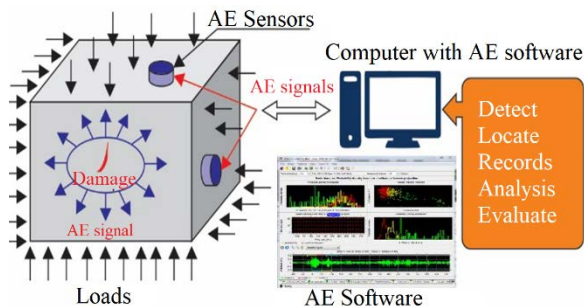 AE Sensors
Computer with AE software
AE signals
Detect
Locate
Records
Analysis
Evaluate
Damage
AE signal
Loads
AE Software